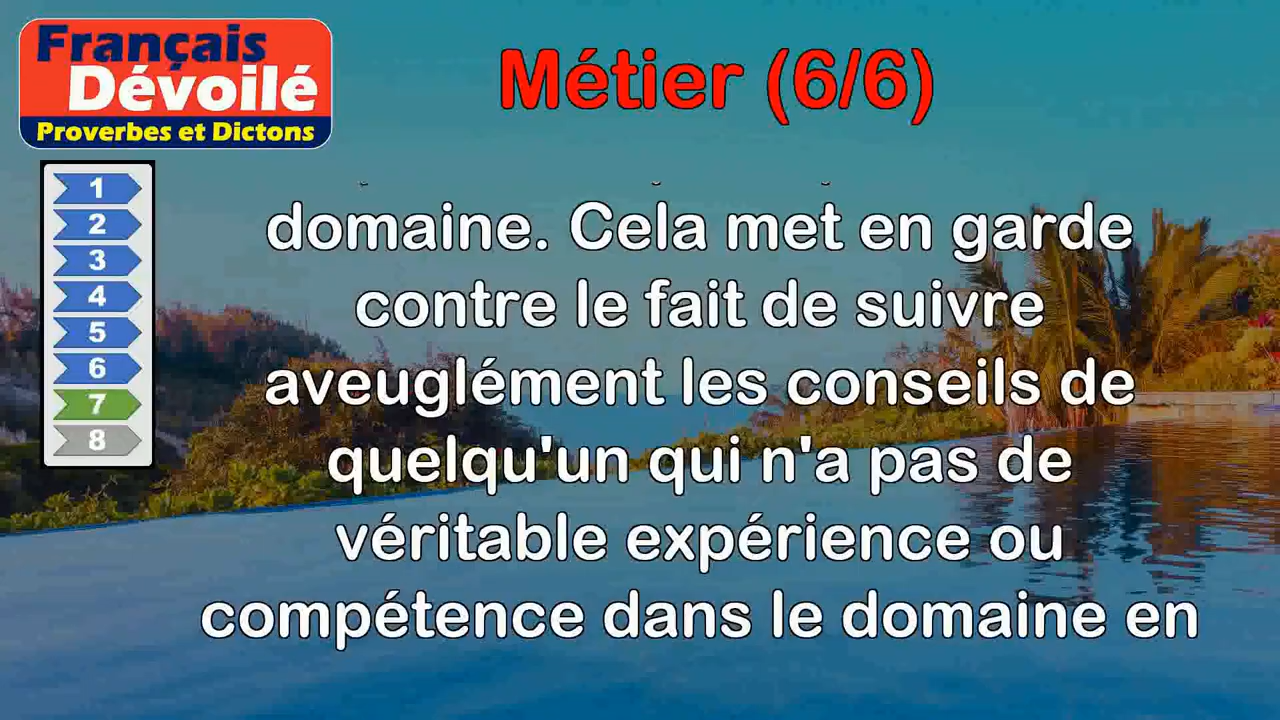 Français
Dévoilé
Proverbes et Dictons
Métier (6/6)
1
2
3
4
5
6
7
8
domaine. Cela met en garde
contre le fait de suivre
aveuglément les conseils de
quelqu'un qui n'a pas de
véritable expérience ou
compétence dans le domaine en